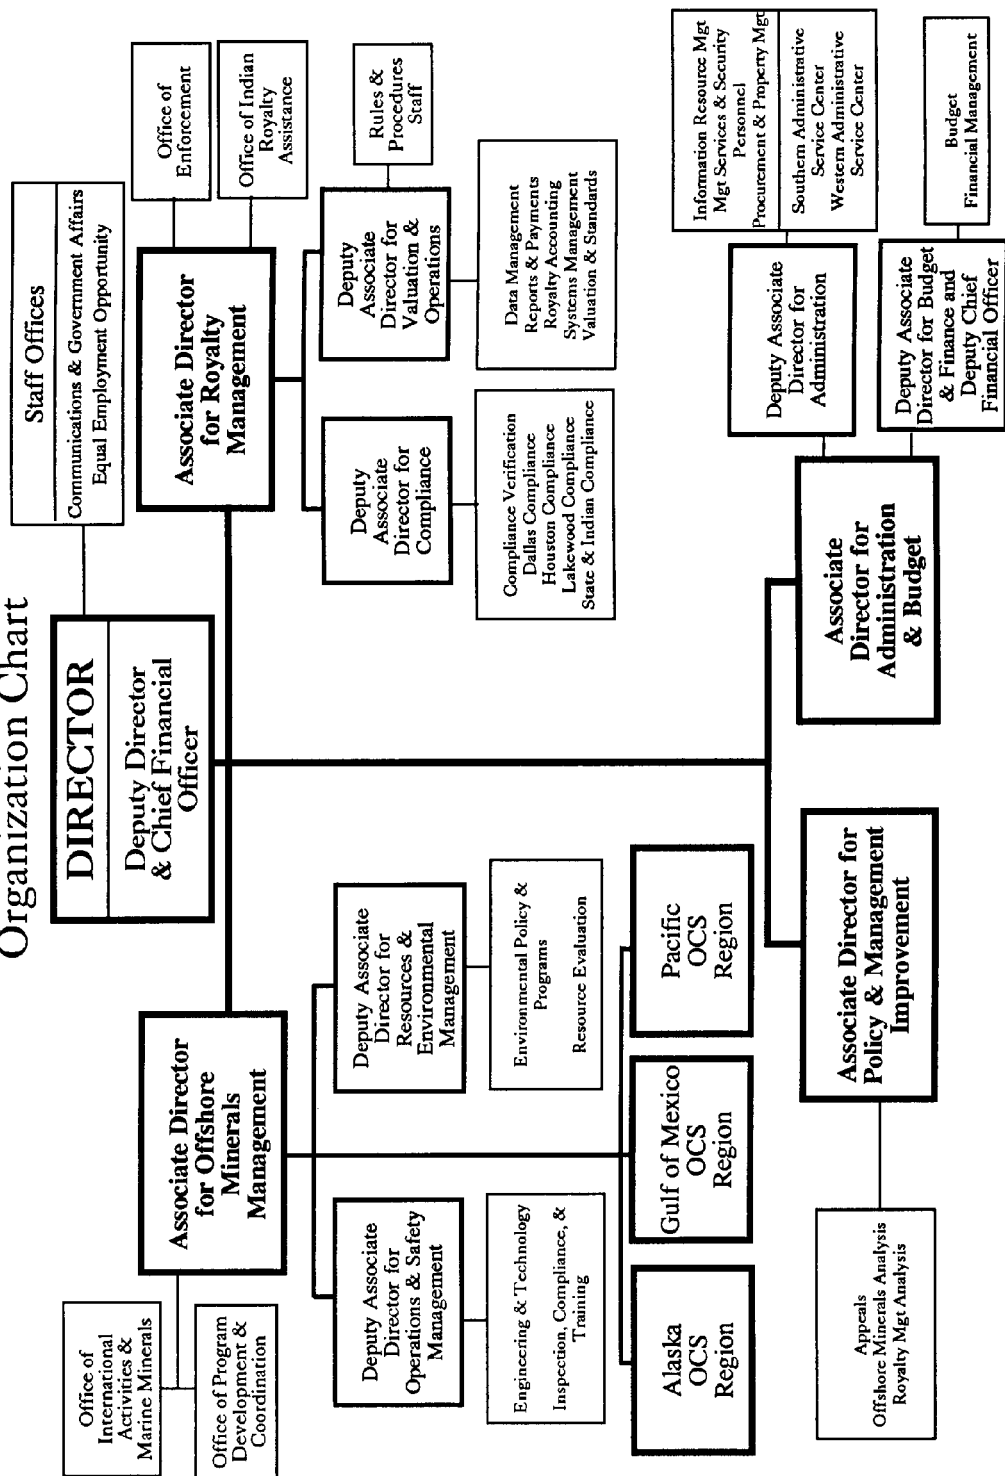 Organization Chart
DIRECTOR
Deputy Director
& Chief Financial
Officer
Staff Offices
Communications & Government Affairs
Equal Employment Opportunity
Office of
International
Activities &
Marine Minerals
Office of Program
Development &
Coordination
Associate Director
for Offshore
Minerals
Management
Associate Director
for Royalty
Management
Office of
Enforcement
Office of Indian
Royalty
Assistance
Deputy Associate
Director for
Operations & Safety
Management
Deputy Associate
Director for
Resources &
Environmental
Management
Deputy
Associate
Director for
Compliance
Deputy
Associate
Director for
Valuation &
Operations
Rules &
Procedures
Staff
Engineering & Technology
Inspection, Compliance, &
Training
Environmental Policy &
Programs
Resource Evaluation
Compliance Verification
Dallas Compliance
Houston Compliance
Lakewood Compliance
State & Indian Compliance
Data Management
Reports & Payments
Royalty Accounting
Systems Management
Valuation & Standards
Alaska
OCS
Region
Gulf of Mexico
OCS
Region
Pacific
OCS
Region
Associate Director for
Policy & Management
Improvement
Associate
Director for
Administration
& Budget
Appeals
Offshore Minerals Analysis
Royalty Mgt Analysis
Deputy Associate
Director for
Administration
Information Resource Mgt
Mgt Services & Security
Personnel
Procurement & Property Mgt
Southern Administrative
Service Center
Western Administrative
Service Center
Deputy Associate
Director for Budget
& Finance and
Deputy Chief
Financial Officer
Budget
Financial Management